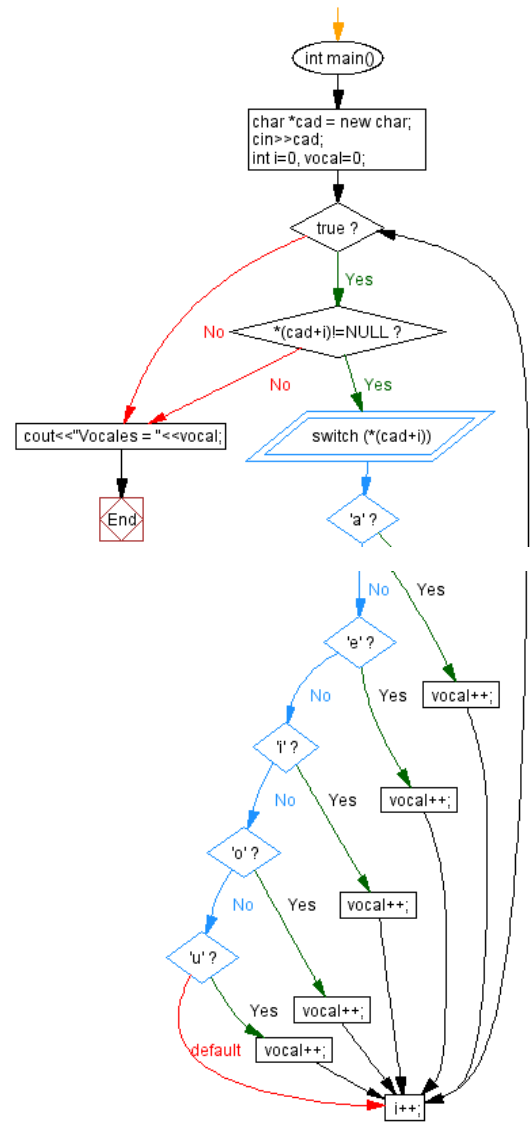 int main()
char *cad = new char;
cin>>cad;
int i=0, vocal=0;
true ?
Yes
*(cad+i)!=NULL ?
No
No
Yes
cout<<"Vocales = "<<vocal;
switch (*(cad+i))
End
'a' ?
No
Yes
'e' ?
No
Yes
vocal++;
'i' ?
No
Yes
vocal++;
'o' ?
No
Yes
vocal++;
'u' ?
Yes
vocal++;
default
vocal++;
i++;